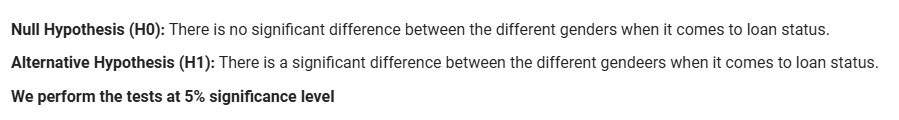 Null Hypothesis (H0): There is no significant difference between the different genders when it comes to loan status.
Alternative Hypothesis (H1): There is a significant difference between the different gendeers when it comes to loan status.
We perform the tests at 5% significance level